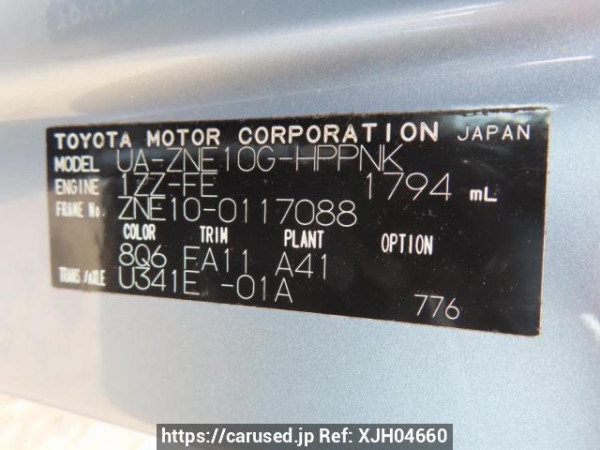 TOYOTA MOTOR CORPORATION JAPAN
MODEL UA-ZNE10G-HPPNK
ENGINE 1ZZ-FE 1794 mL
FRAME No. ZNE10-0117088
COLOR TRIM PLANT OPTION
8Q6 EA11 A41
TRANS/AXLE U341E -01A
776
https://carused.jp Ref: XJH04660